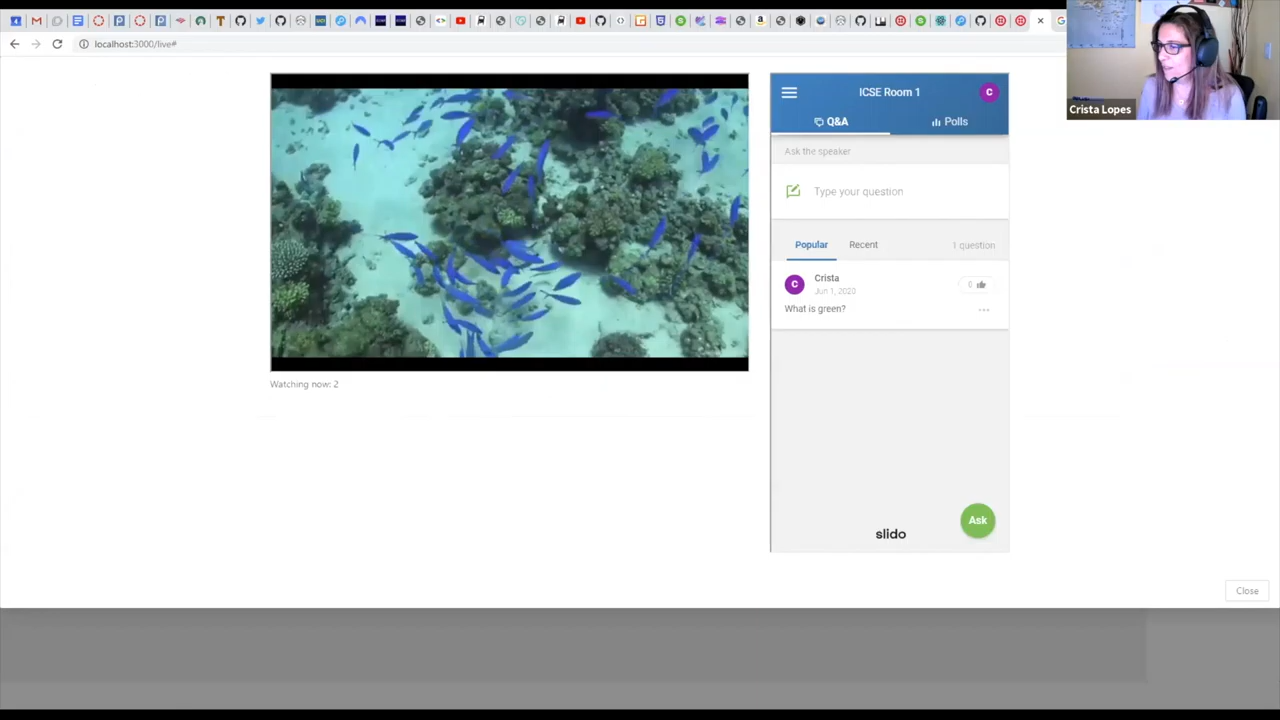 localhost:3000/live#
Crista Lopes
ICSE Room 1
C
Q&A
Polls
Ask the speaker
Type your question
Popular
Recent
1 question
C
Crista
Jun 1, 2020
0
What is green?
...
Watching now: 2
Ask
slido
Close